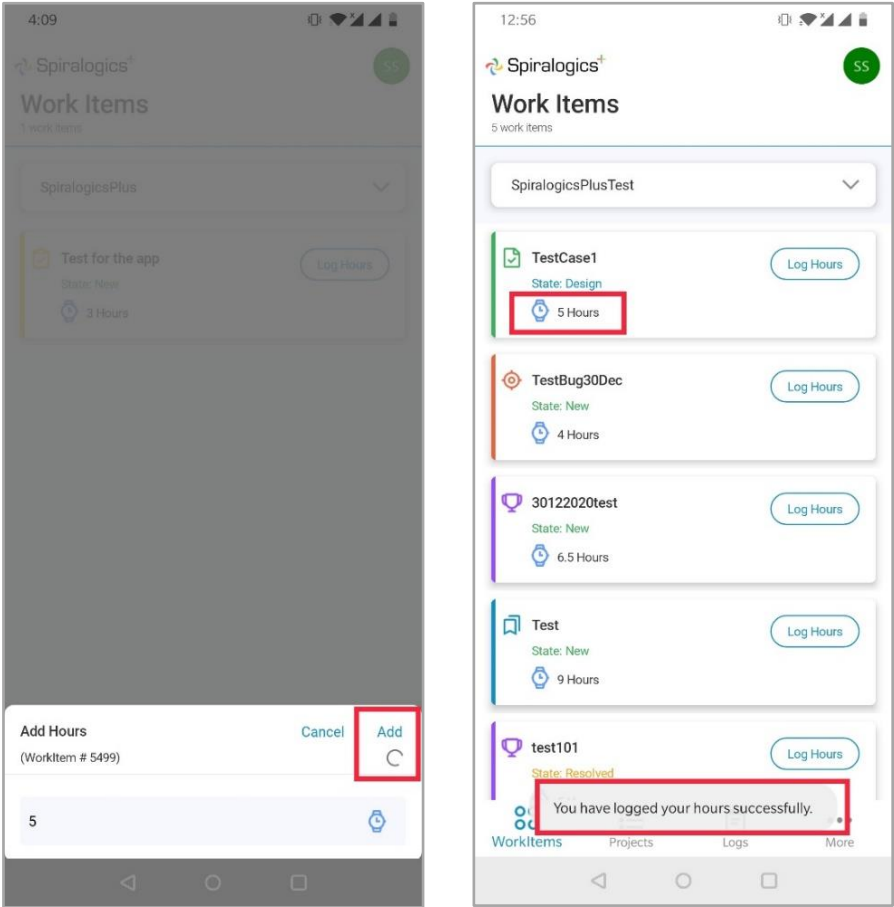 4:09
Spiralogics+
SS
Work Items
1 work items
SpiralogicsPlus
Test for the app
Log Hours
State: New
3 Hours
Add Hours
Cancel
Add
(WorkItem # 5499)
5
12:56
Spiralogics+
SS
Work Items
5 work items
SpiralogicsPlusTest
TestCase1
Log Hours
State: Design
5 Hours
TestBug30Dec
Log Hours
State: New
4 Hours
30122020test
Log Hours
State: New
6.5 Hours
Test
Log Hours
State: New
9 Hours
test101
Log Hours
State: Resolved
You have logged your hours successfully.
WorkItems
Projects
Logs
More